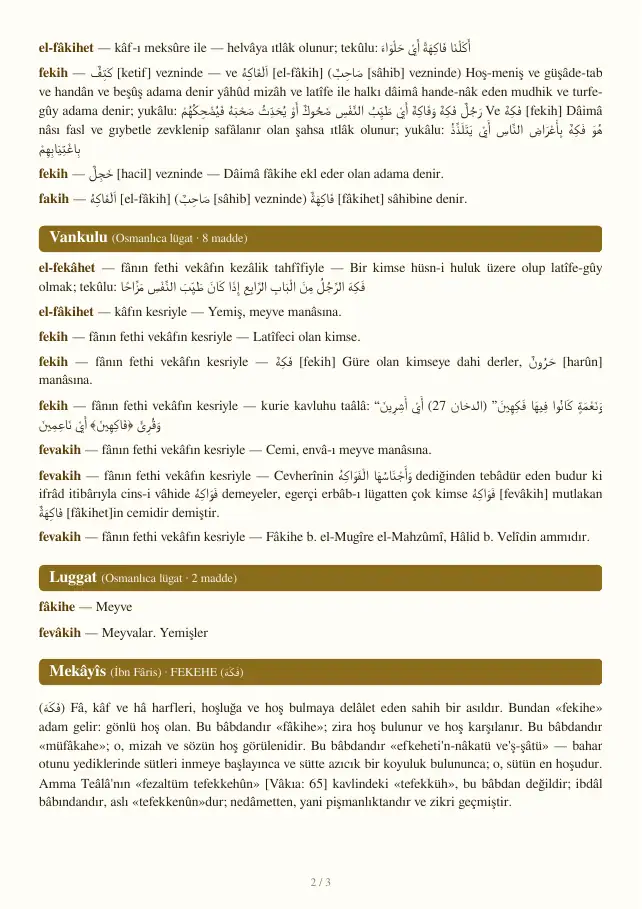 el-fâkihet — kâf-ı meksûre ile — helvâya ıtlâk olunur; tekûlu: أَكَلْنَا فَاكِهَةً أَيْ حَلْوَاءَ
fekih — كَتِفٌ [ketif] vezninde — ve اَلْفَاكِهُ [el-fâkih] (صَاحِبٌ [sâhib] vezninde) Hoş-meniş ve güşâde-tab
ve handân ve beşûş adama denir yâhûd mizâh ve latîfe ile halkı dâimâ hande-nâk eden mudhik ve turfe-
gûy adama denir; yukâlu: رَجُلٌ فَكِهٌ وَفَاكِهٌ أَيْ طَيِّبُ النَّفْسِ ضَحُوكٌ أَوْ يُحَدِّثُ صَحْبَهُ فَيُضْحِكُهُمْ Ve فَكِهٌ [fekih] Dâimâ
nâsı fasl ve gıybetle zevklenip safâlanır olan şahsa ıtlâk olunur; yukâlu: هُوَ فَكِهٌ بِأَعْرَاضِ النَّاسِ أَيْ يَتَلَذَّذُ
بِاغْتِيَابِهِمْ
fekih — خَجِلٌ [hacil] vezninde — Dâimâ fâkihe ekl eder olan adama denir.
fakih — اَلْفَاكِهُ [el-fâkih] (صَاحِبٌ [sâhib] vezninde) فَاكِهَةٌ [fâkihet] sâhibine denir.
Vankulu (Osmanlıca lügat · 8 madde)
el-fekâhet — fânın fethi vekâfın kezâlik tahfîfiyle — Bir kimse hüsn-i huluk üzere olup latîfe-gûy
olmak; tekûlu: فَكِهَ الرَّجُلُ مِنَ الْبَابِ الرَّابِعِ إِذَا كَانَ طَيِّبَ النَّفْسِ مَزَّاحًا
el-fâkihet — kâfın kesriyle — Yemiş, meyve manâsına.
fekih — fânın fethi vekâfın kesriyle — Latîfeci olan kimse.
fekih — fânın fethi vekâfın kesriyle — فَكِهٌ [fekih] Güre olan kimseye dahi derler, حَرُونٌ [harûn]
manâsına.
fekih — fânın fethi vekâfın kesriyle — kurie kavluhu taâlâ: “وَنَعْمَةٍ كَانُوا فِيهَا فَكِهِينَ” (الدخان 27) أَيْ أَشِرِينَ
وَقُرِئَ ﴿فَاكِهِينَ﴾ أَيْ نَاعِمِينَ
fevakih — fânın fethi vekâfın kesriyle — Cemi, envâ-ı meyve manâsına.
fevakih — fânın fethi vekâfın kesriyle — Cevherînin وَأَجْنَاسُهَا الْفَوَاكِهُ dediğinden tebâdür eden budur ki
ifrâd itibârıyla cins-i vâhide فَوَاكِهُ demeyeler, egerçi erbâb-ı lügatten çok kimse فَوَاكِهُ [fevâkih] mutlakan
فَاكِهَةٌ [fâkihet]in cemidir demiştir.
fevakih — fânın fethi vekâfın kesriyle — Fâkihe b. el-Mugîre el-Mahzûmî, Hâlid b. Velîdin ammıdır.
Luggat (Osmanlıca lügat · 2 madde)
fâkihe — Meyve
fevâkih — Meyvalar. Yemişler
Mekâyîs (İbn Fâris) · FEKEHE (فَكَهَ)
(فَكَهَ) Fâ, kâf ve hâ harfleri, hoşluğa ve hoş bulmaya delâlet eden sahih bir asıldır. Bundan «fekihe»
adam gelir: gönlü hoş olan. Bu bâbdandır «fâkihe»; zira hoş bulunur ve hoş karşılanır. Bu bâbdandır
«müfâkahe»; o, mizah ve sözün hoş görülenidir. Bu bâbdandır «efkeheti'n-nâkatü ve'ş-şâtü» — bahar
otunu yediklerinde sütleri inmeye başlayınca ve sütte azıcık bir koyuluk bulununca; o, sütün en hoşudur.
Amma Teâlâ'nın «fezaltüm tefekkehûn» [Vâkıa: 65] kavlindeki «tefekküh», bu bâbdan değildir; ibdâl
bâbındandır, aslı «tefekkenûn»dur; nedâmetten, yani pişmanlıktandır ve zikri geçmiştir.
2 / 3